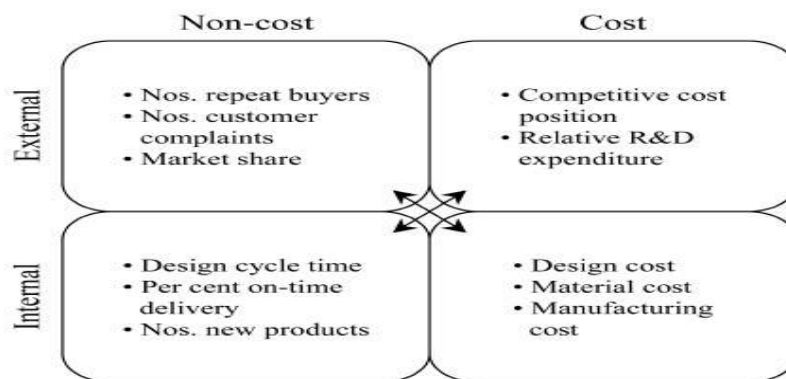 Non-cost
Cost
External
• Nos. repeat buyers
• Nos. customer
complaints
• Market share
• Competitive cost
position
• Relative R&D
expenditure
Internal
• Design cycle time
• Per cent on-time
delivery
• Nos. new products
• Design cost
• Material cost
• Manufacturing
cost